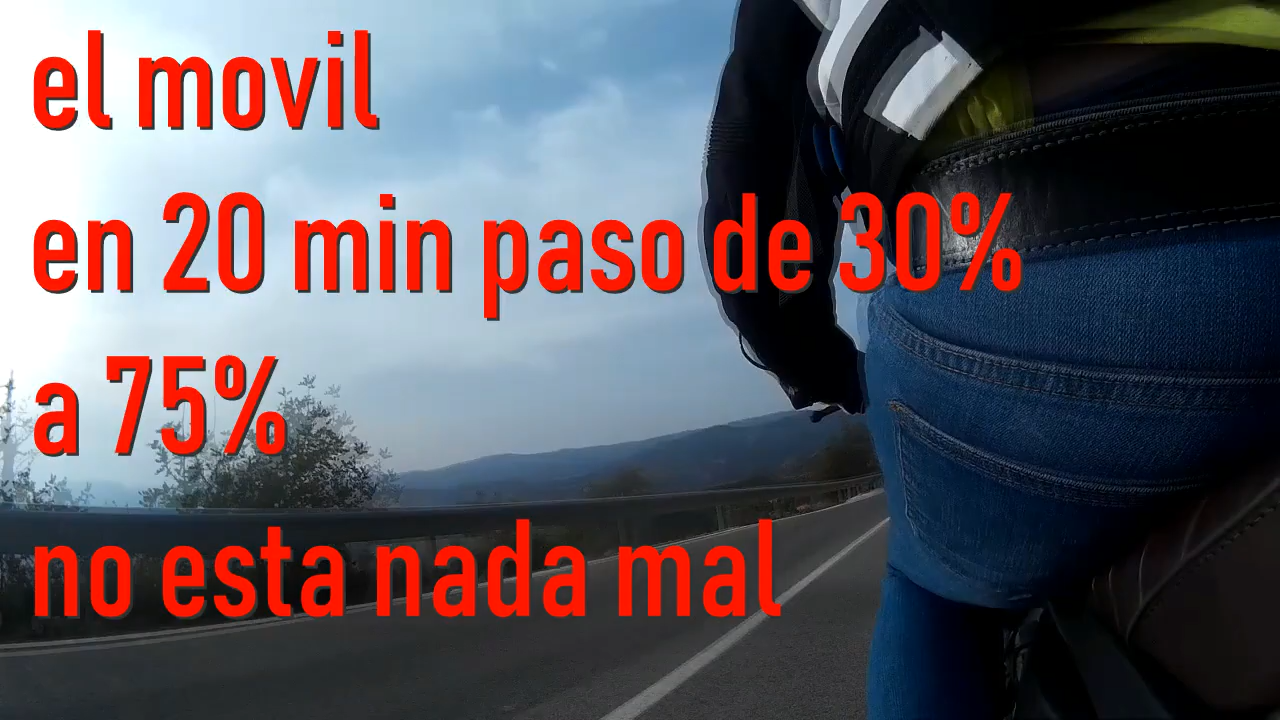 el movil
en 20 min paso de 30%
a 75%
no esta nada mal